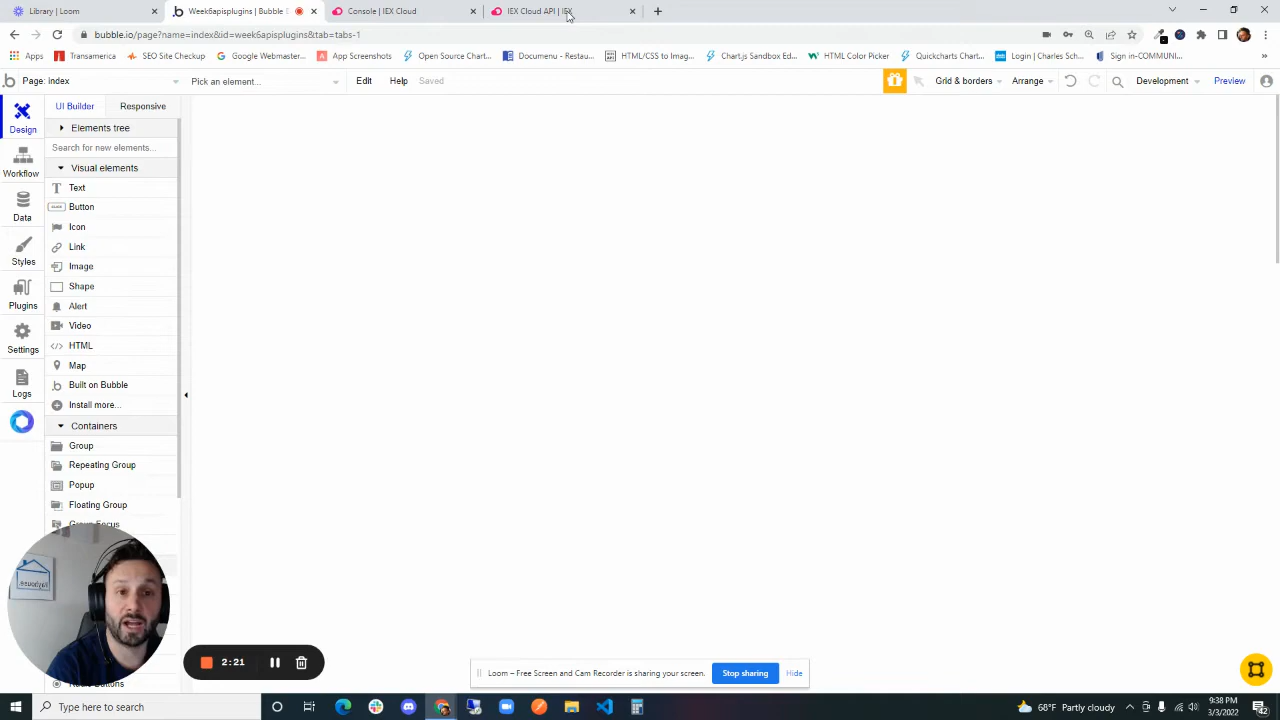 Library | Loom
Week6apisplugins | Bubble
Console | IEX Cloud
IEX Cloud API | IEX
bubble.io/page?name=index&id=week6apisplugins&tab=tabs-1
Apps
Transamerica
SEO Site Checkup
Google Webmaster...
App Screenshots
Open Source Chart...
Documenu - Restau...
HTML/CSS to Imag...
Chart.js Sandbox Ed...
HTML Color Picker
Quickcharts Chart...
Login | Charles Sch...
Sign in-COMMUNI...
»
Page: index
Pick an element...
Edit
Help
Saved
Grid & borders
Arrange
Development
Preview
UI Builder
Responsive
Design
Elements tree
Search for new elements...
Workflow
Visual elements
Text
Button
Data
Icon
Link
Styles
Image
Shape
Plugins
Alert
Video
Settings
HTML
Map
Logs
Built on Bubble
Install more...
Containers
Group
Repeating Group
Popup
Floating Group
Group Focus
2:21
Loom – Free Screen and Cam Recorder is sharing your screen.
Stop sharing
Hide
Radio Buttons
Type here to search
68°F Partly cloudy
9:38 PM
3/3/2022